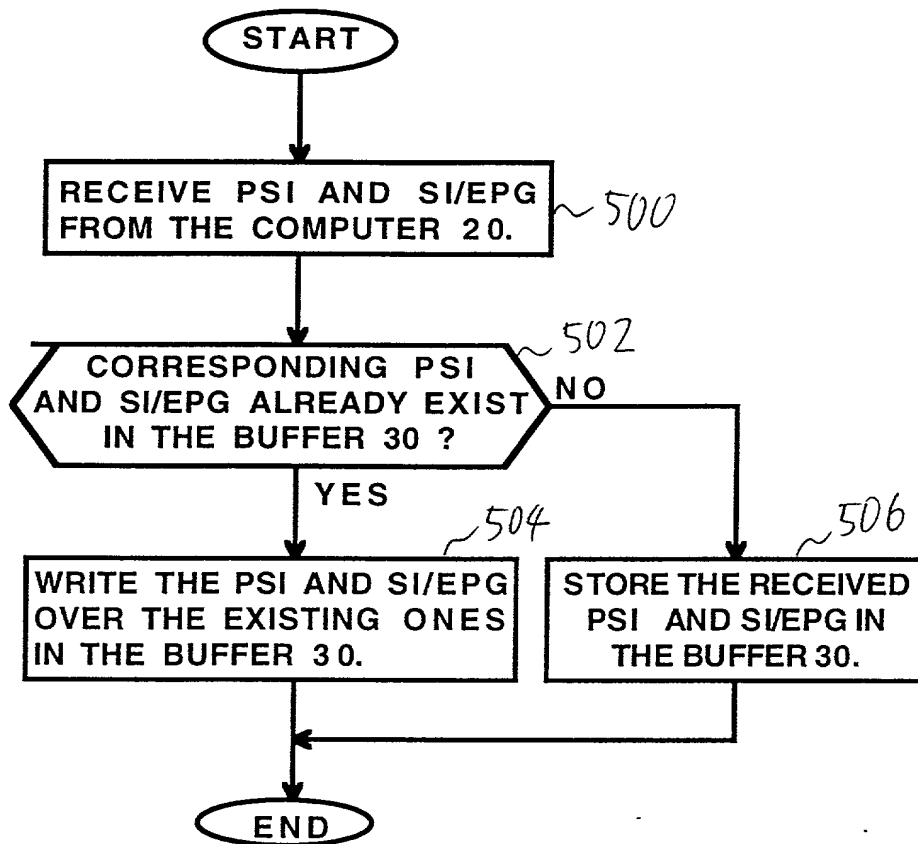 START
RECEIVE PSI AND SI/EPG
FROM THE COMPUTER 20.
500
CORRESPONDING PSI
AND SI/EPG ALREADY EXIST
IN THE BUFFER 30 ?
502
NO
YES
WRITE THE PSI AND SI/EPG
OVER THE EXISTING ONES
IN THE BUFFER 30.
504
STORE THE RECEIVED
PSI AND SI/EPG IN
THE BUFFER 30.
506
END